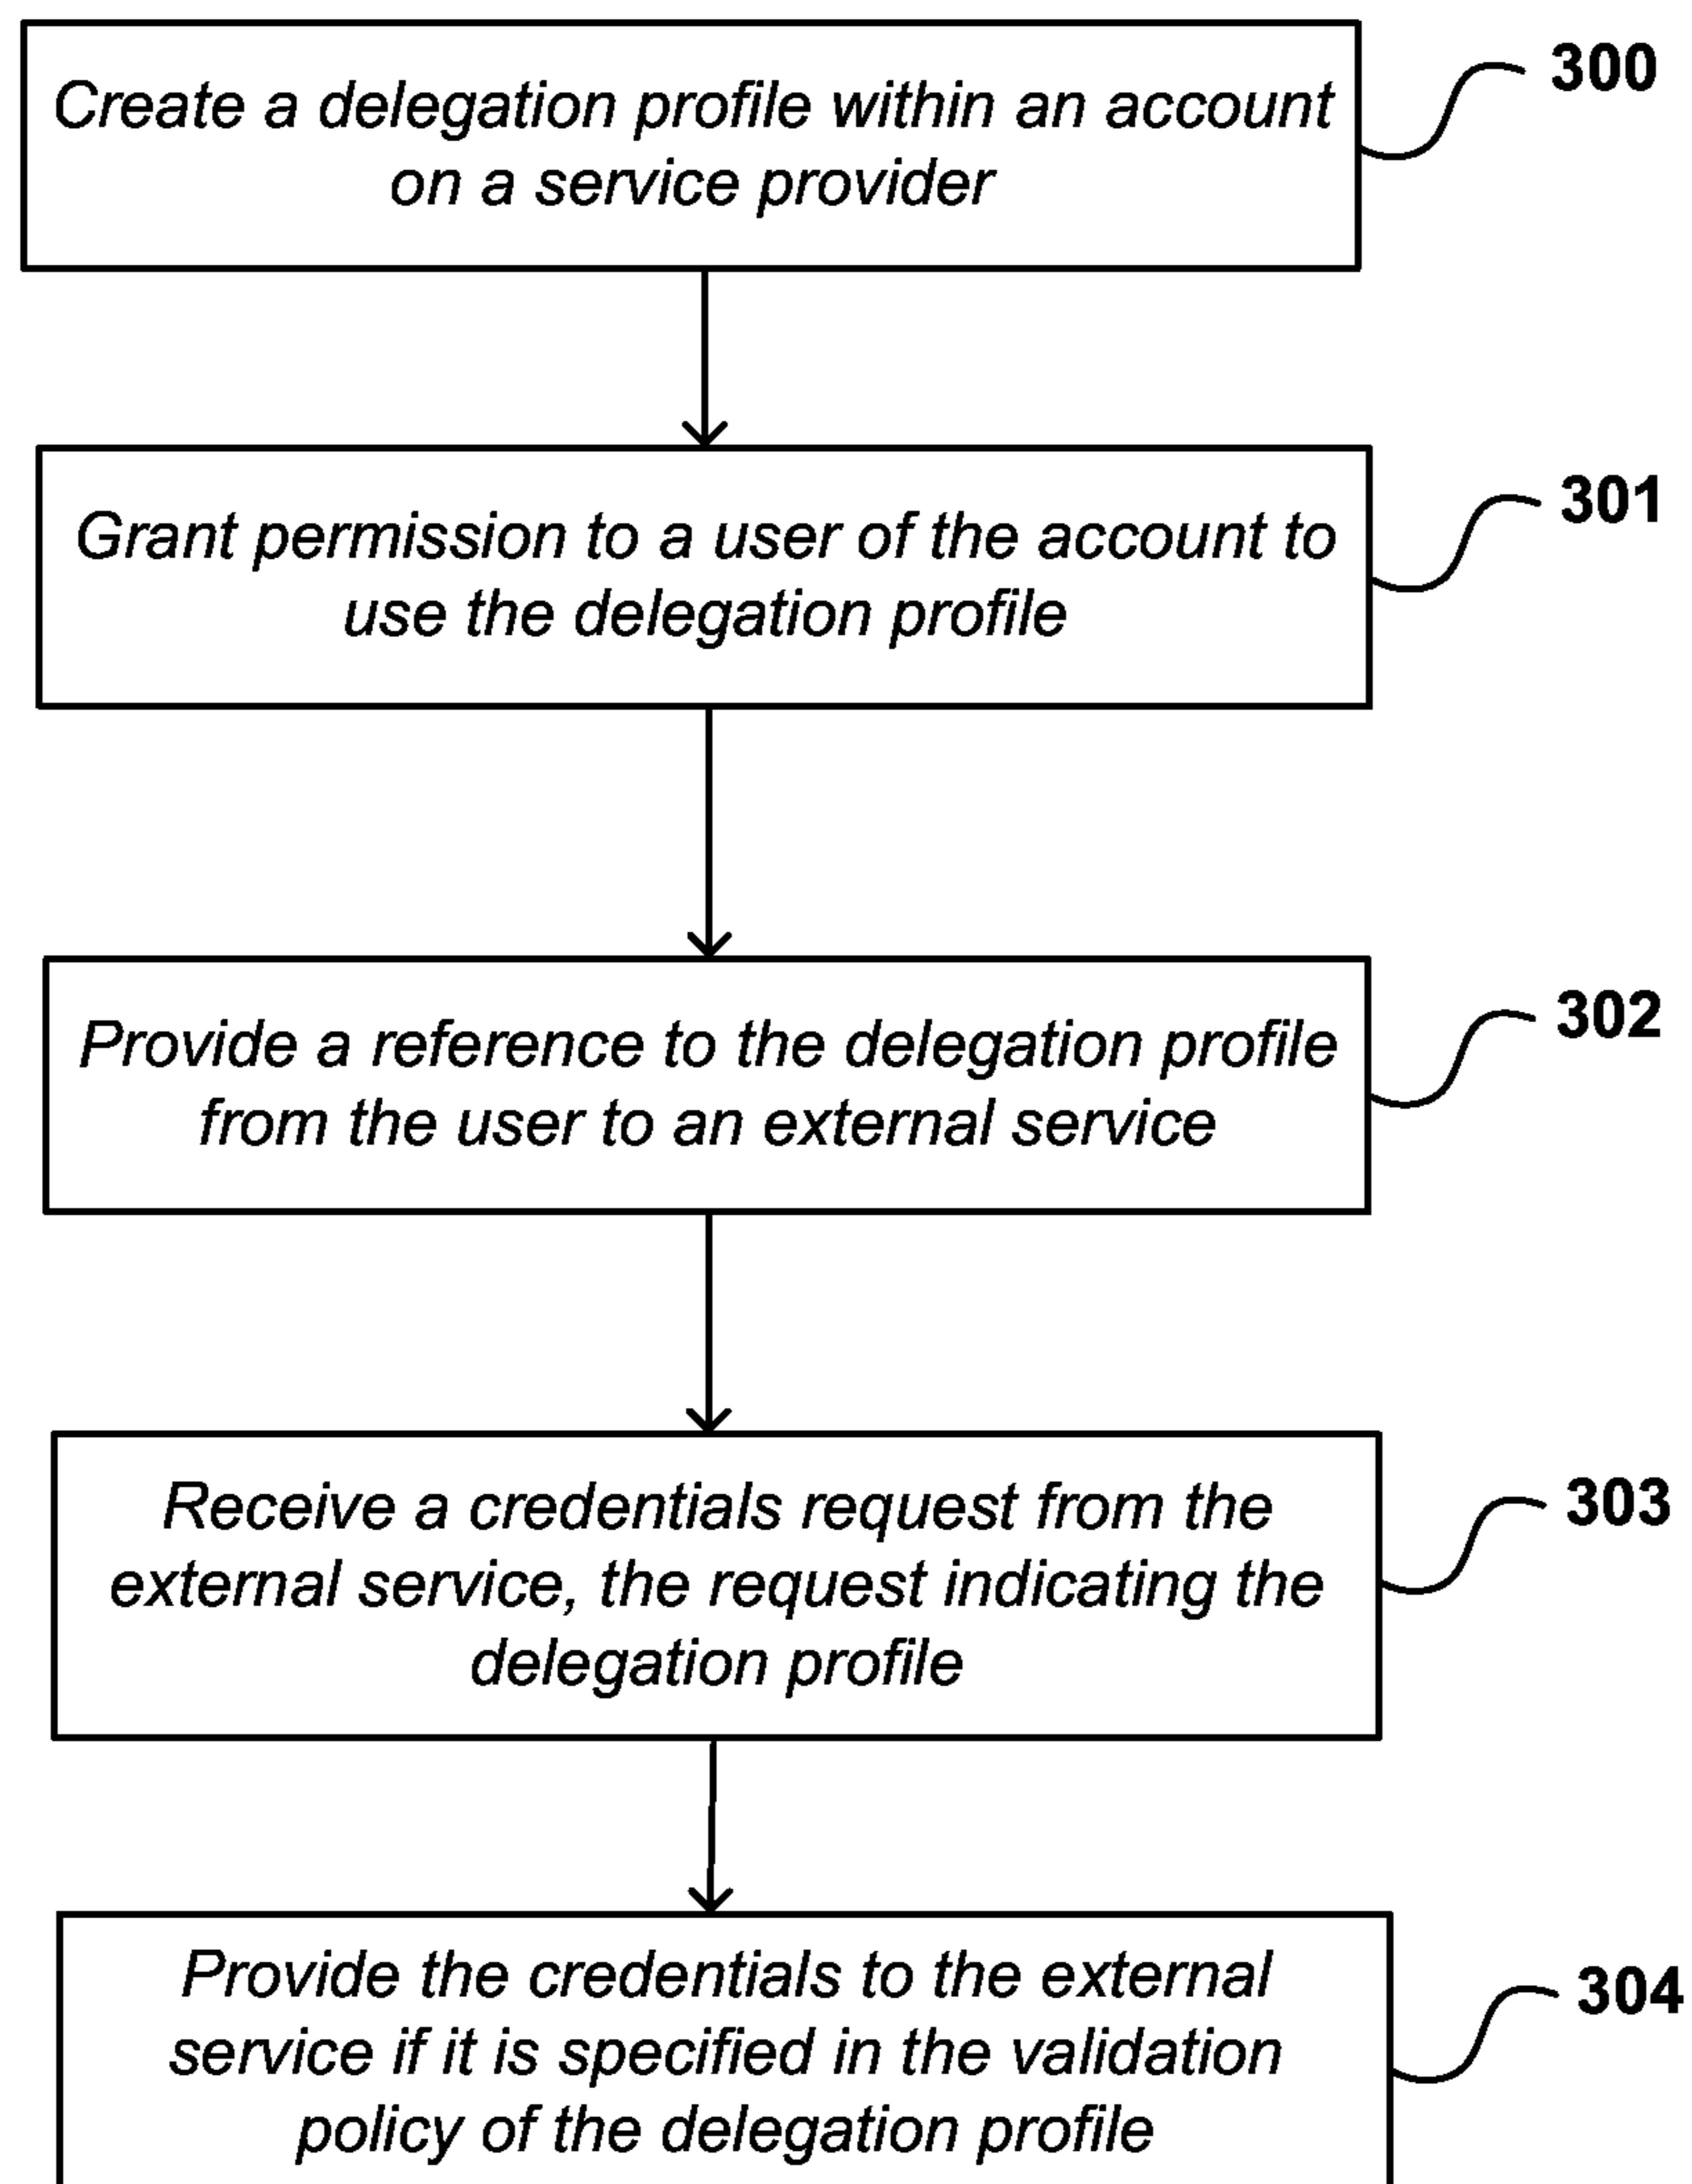 Create a delegation profile within an account
on a service provider
300
Grant permission to a user of the account to
use the delegation profile
301
Provide a reference to the delegation profile
from the user to an external service
302
Receive a credentials request from the
external service, the request indicating the
delegation profile
303
Provide the credentials to the external
service if it is specified in the validation
policy of the delegation profile
304